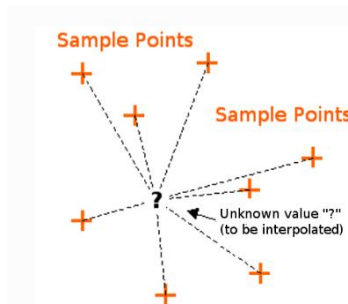 Sample Points
Sample Points
?
Unknown value "?"
(to be interpolated)